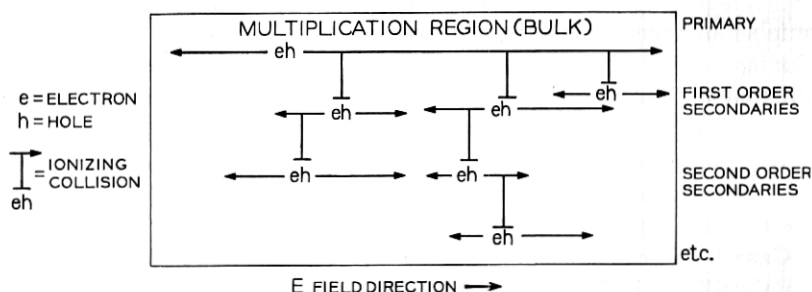 MULTIPLICATION REGION (BULK)
PRIMARY
eh
e = ELECTRON
h = HOLE
eh
eh
eh
FIRST ORDER
SECONDARIES
= IONIZING
COLLISION
eh
eh
eh
SECOND ORDER
SECONDARIES
eh
etc.
E FIELD DIRECTION